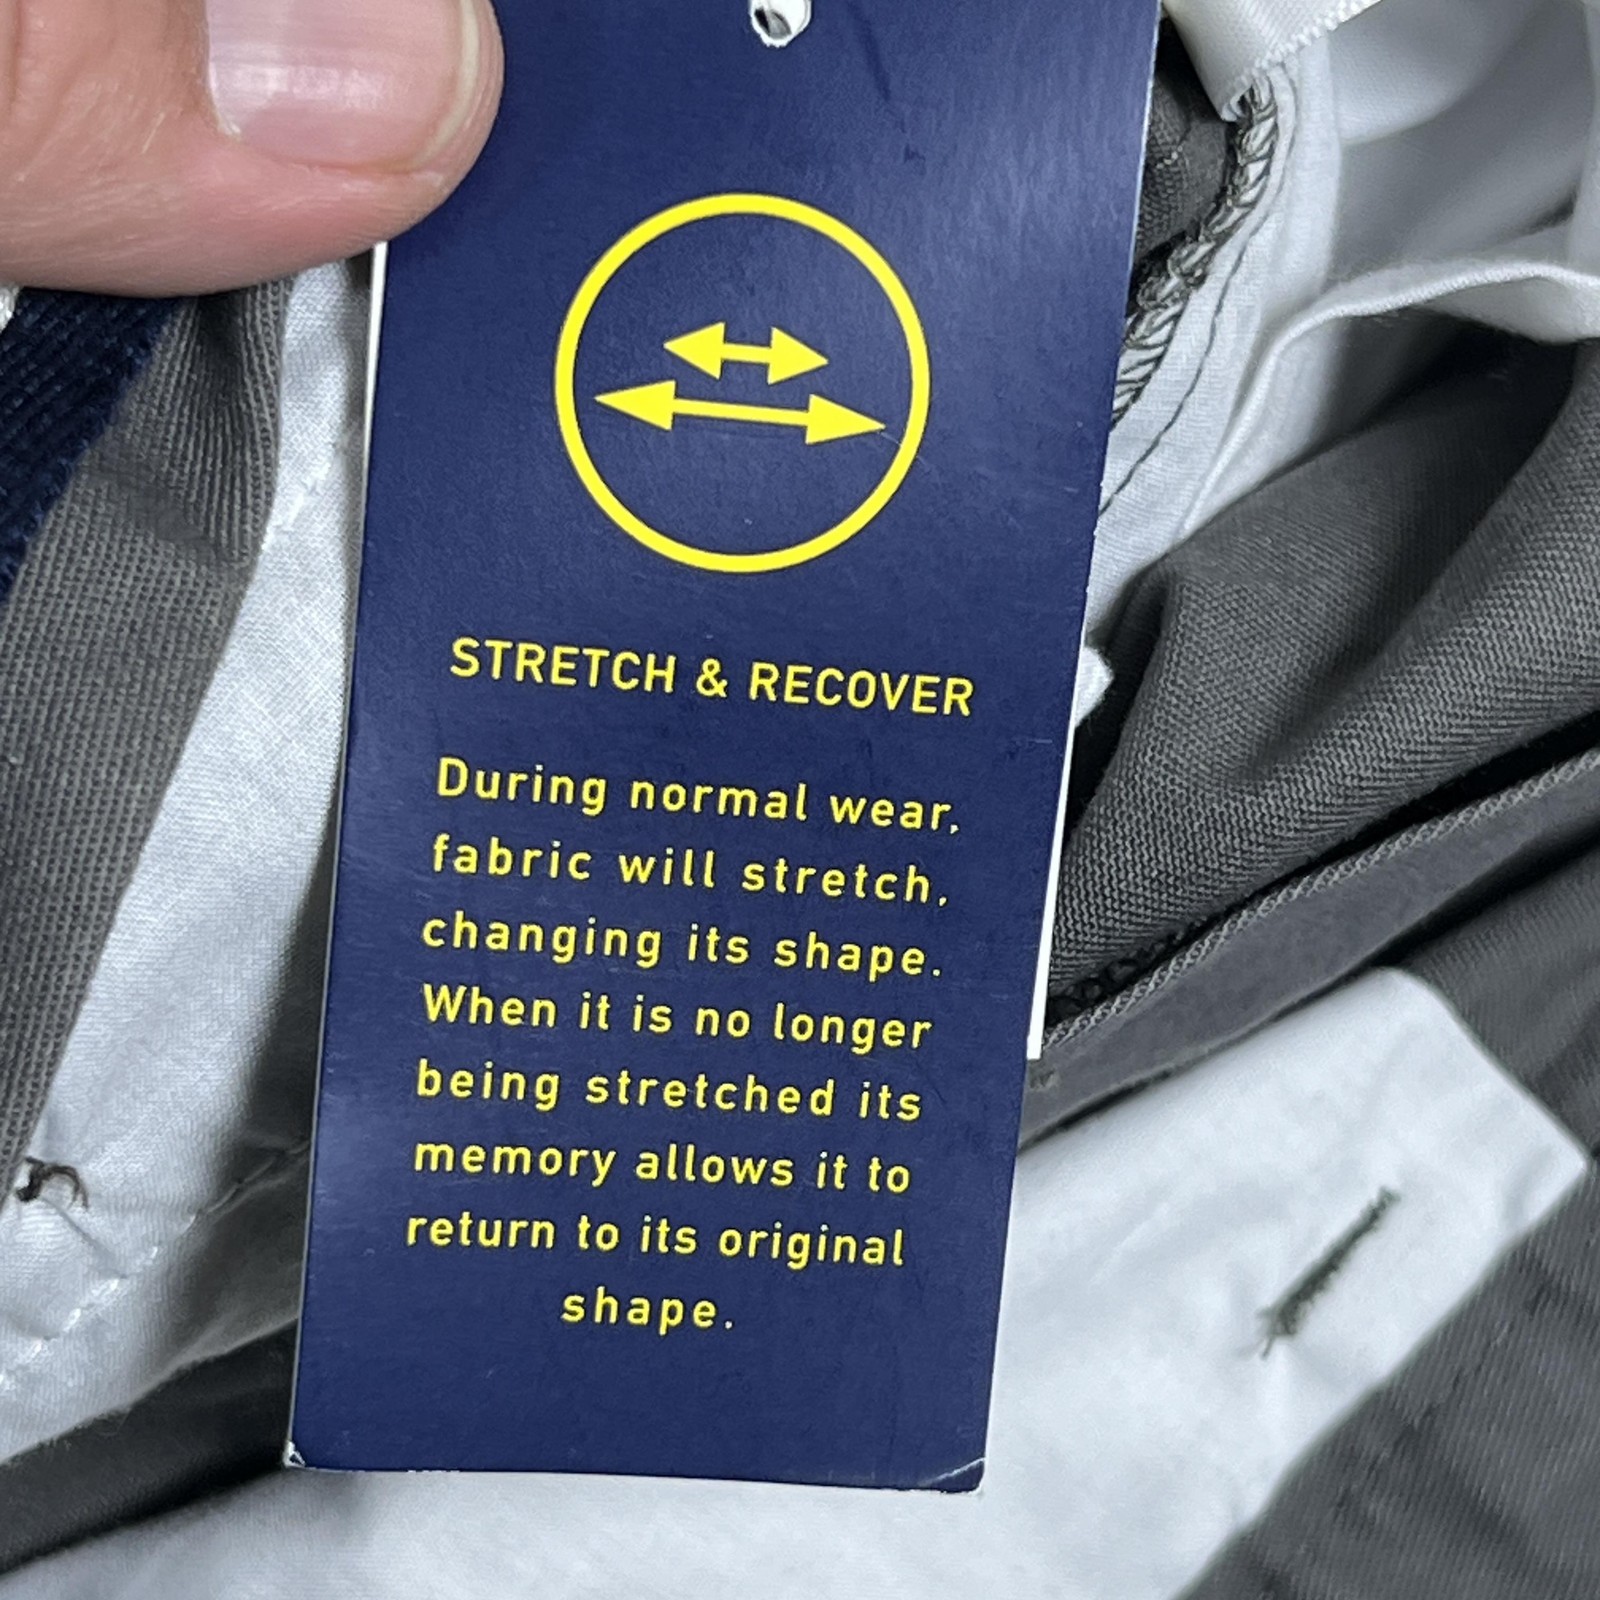 STRETCH & RECOVER
During normal wear,
fabric will stretch,
changing its shape.
When it is no longer
being stretched its
memory allows it to
return to its original
shape.